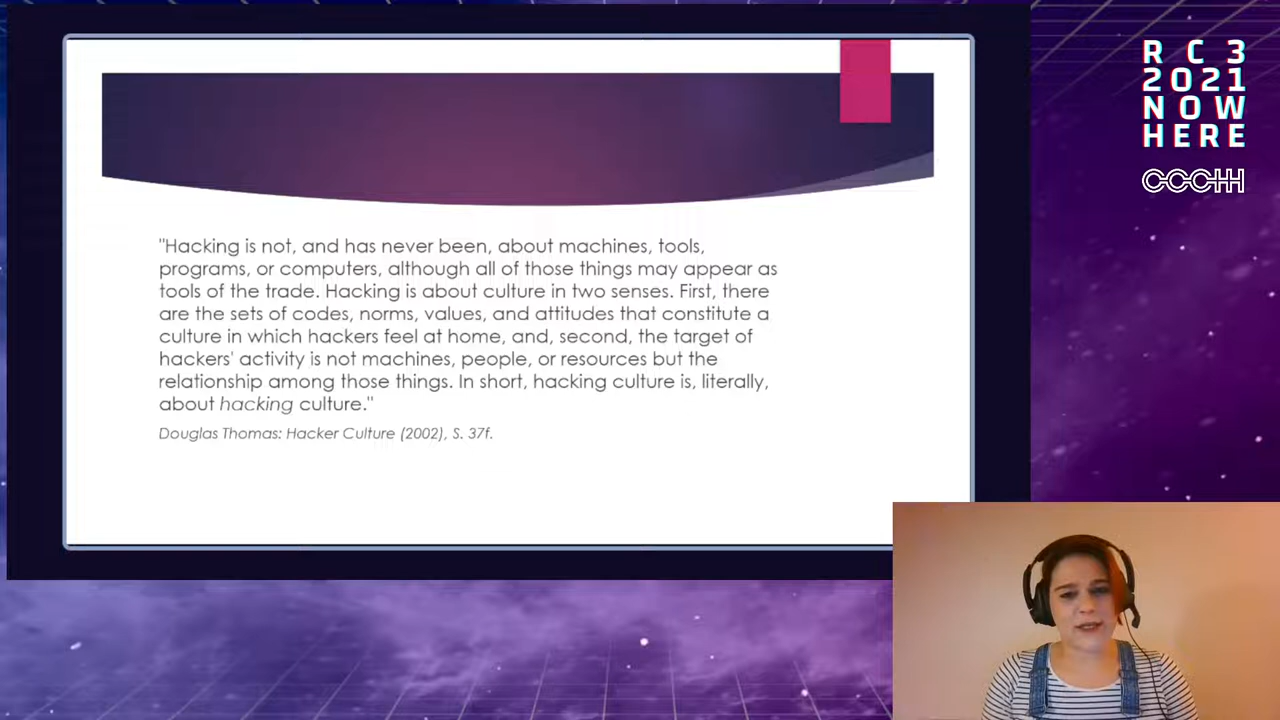 "Hacking is not, and has never been, about machines, tools,
programs, or computers, although all of those things may appear as
tools of the trade. Hacking is about culture in two senses. First, there
are the sets of codes, norms, values, and attitudes that constitute a
culture in which hackers feel at home, and, second, the target of
hackers' activity is not machines, people, or resources but the
relationship among those things. In short, hacking culture is, literally,
about hacking culture."
Douglas Thomas: Hacker Culture (2002), S. 37f.
R C 3
2021
NOW
HERE
CCCHH